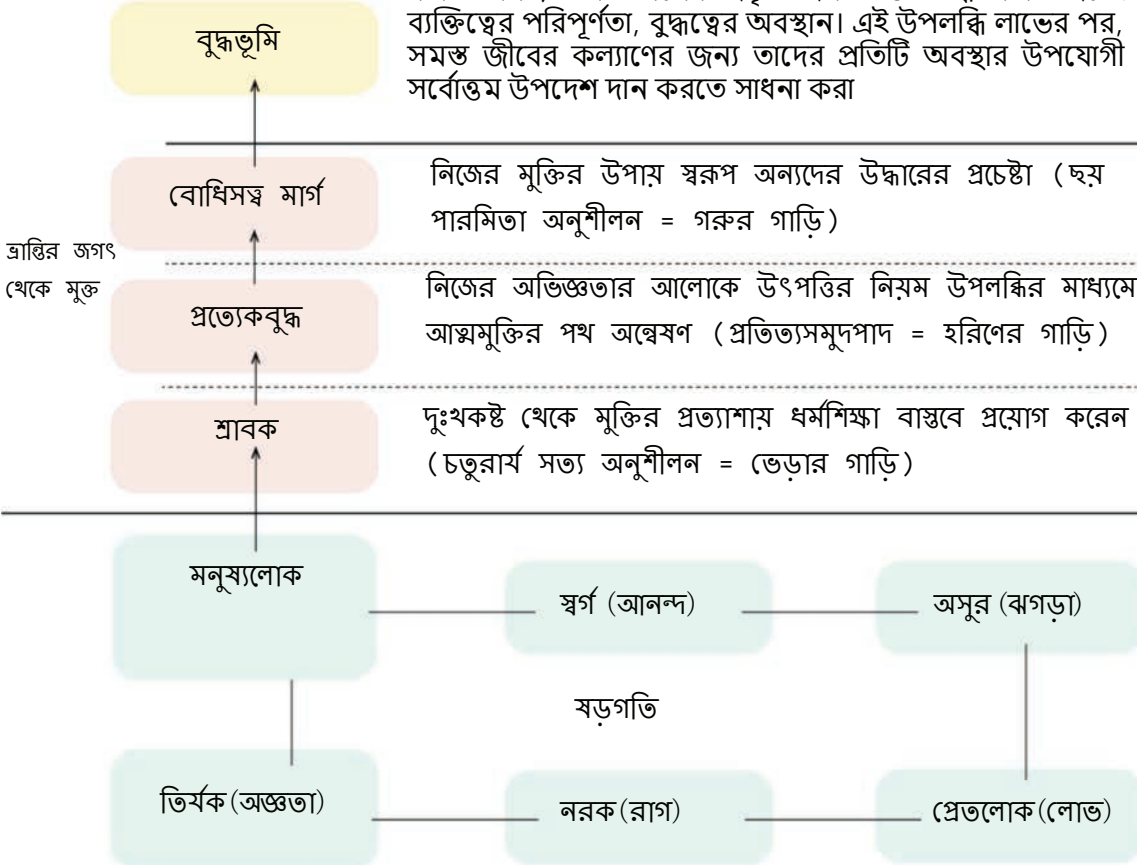 ব্যক্তিত্বের পরিপূর্ণতা, বুদ্ধত্বের অবস্থান। এই উপলব্ধি লাভের পর,
বুদ্ধভূমি
সমস্ত জীবের কল্যাণের জন্য তাদের প্রতিটি অবস্থার উপযোগী
সর্বোত্তম উপদেশ দান করতে সাধনা করা
বোধিসত্ত্ব মার্গ
নিজের মুক্তির উপায় স্বরূপ অন্যদের উদ্ধারের প্রচেষ্টা (ছয়
পারমিতা অনুশীলন = গরুর গাড়ি)
ভ্রান্তির জগৎ
থেকে মুক্ত
প্রত্যেকবুদ্ধ
নিজের অভিজ্ঞতার আলোকে উৎপত্তির নিয়ম উপলব্ধির মাধ্যমে
আত্মমুক্তির পথ অন্বেষণ (প্রতিত্যসমুদপাদ = হরিণের গাড়ি)
শ্রাবক
দুঃখকষ্ট থেকে মুক্তির প্রত্যাশায় ধর্মশিক্ষা বাস্তবে প্রয়োগ করেন
(চতুরার্য সত্য অনুশীলন = ভেড়ার গাড়ি)
মনুষ্যলোক
স্বর্গ (আনন্দ)
অসুর (ঝগড়া)
ষড়গতি
তির্যক (অজ্ঞতা)
নরক (রাগ)
প্রেতলোক (লোভ)